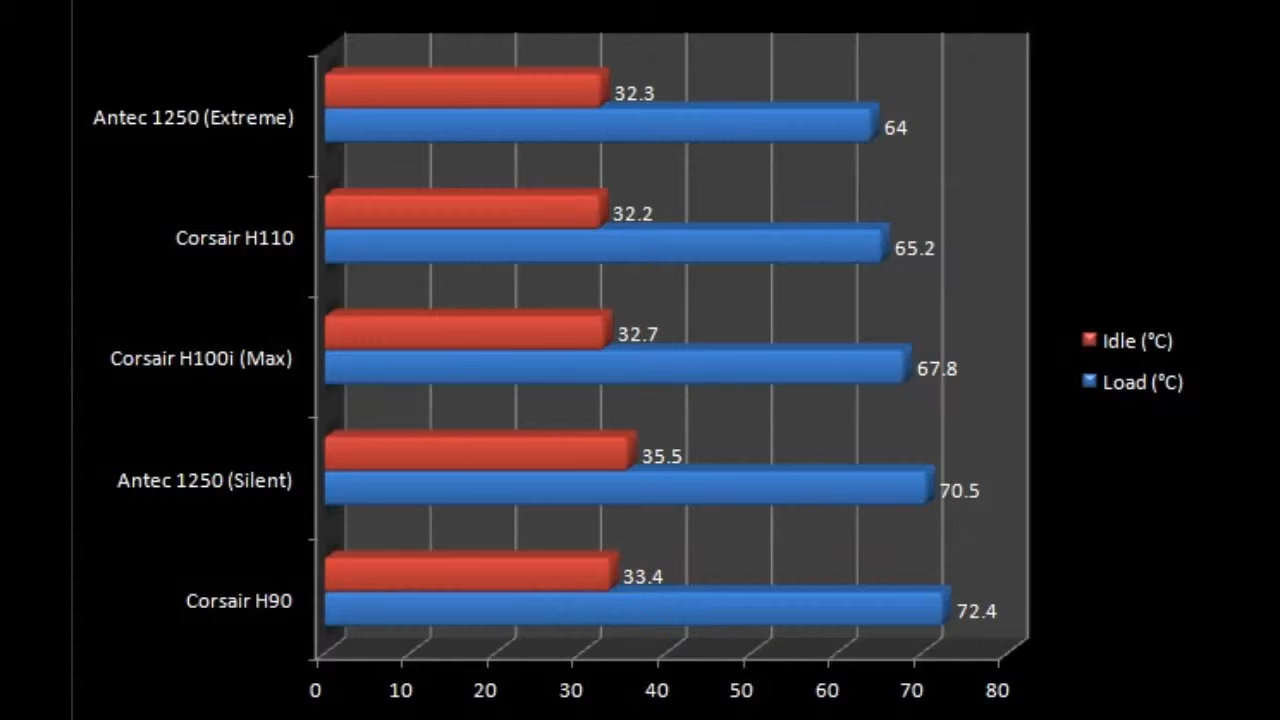 Antec 1250 (Extreme)
32.3
64
Corsair H110
32.2
65.2
Corsair H100i (Max)
32.7
67.8
Antec 1250 (Silent)
35.5
70.5
Corsair H90
33.4
72.4
0 10 20 30 40 50 60 70 80
Idle (°C)
Load (°C)